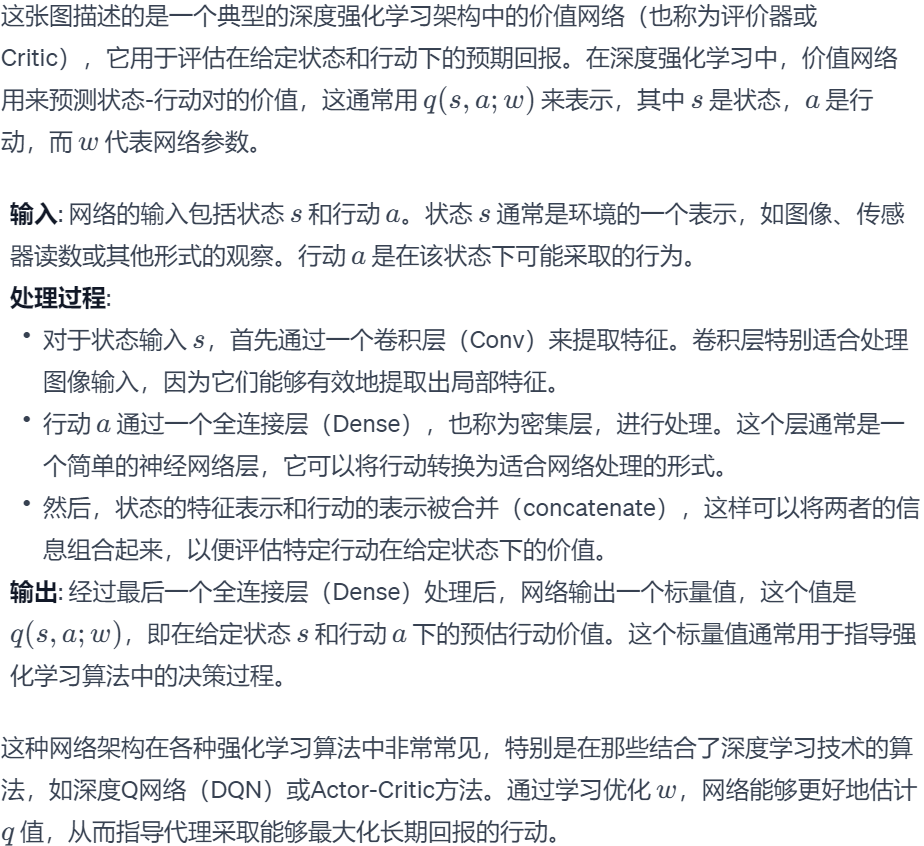 这张图描述的是一个典型的深度强化学习架构中的价值网络（也称为评价器或
Critic），它用于评估在给定状态和行动下的预期回报。在深度强化学习中，价值网络
用来预测状态-行动对的价值，这通常用 q(s, a; w) 来表示，其中 s 是状态，a 是行
动，而 w 代表网络参数。
输入: 网络的输入包括状态 s 和行动 a。状态 s 通常是环境的一个表示，如图像、传感
器读数或其他形式的观察。行动 a 是在该状态下可能采取的行为。
处理过程:
• 对于状态输入 s，首先通过一个卷积层（Conv）来提取特征。卷积层特别适合处理
图像输入，因为它们能够有效地提取出局部特征。
• 行动 a 通过一个全连接层（Dense），也称为密集层，进行处理。这个层通常是一
个简单的神经网络层，它可以将行动转换为适合网络处理的形式。
• 然后，状态的特征表示和行动的表示被合并（concatenate），这样可以将两者的信
息组合起来，以便评估特定行动在给定状态下的价值。
输出: 经过最后一个全连接层（Dense）处理后，网络输出一个标量值，这个值是
q(s, a; w)，即在给定状态 s 和行动 a 下的预估行动价值。这个标量值通常用于指导强
化学习算法中的决策过程。
这种网络架构在各种强化学习算法中非常常见，特别是在那些结合了深度学习技术的算
法，如深度Q网络（DQN）或Actor-Critic方法。通过学习优化 w，网络能够更好地估计
q 值，从而指导代理采取能够最大化长期回报的行动。